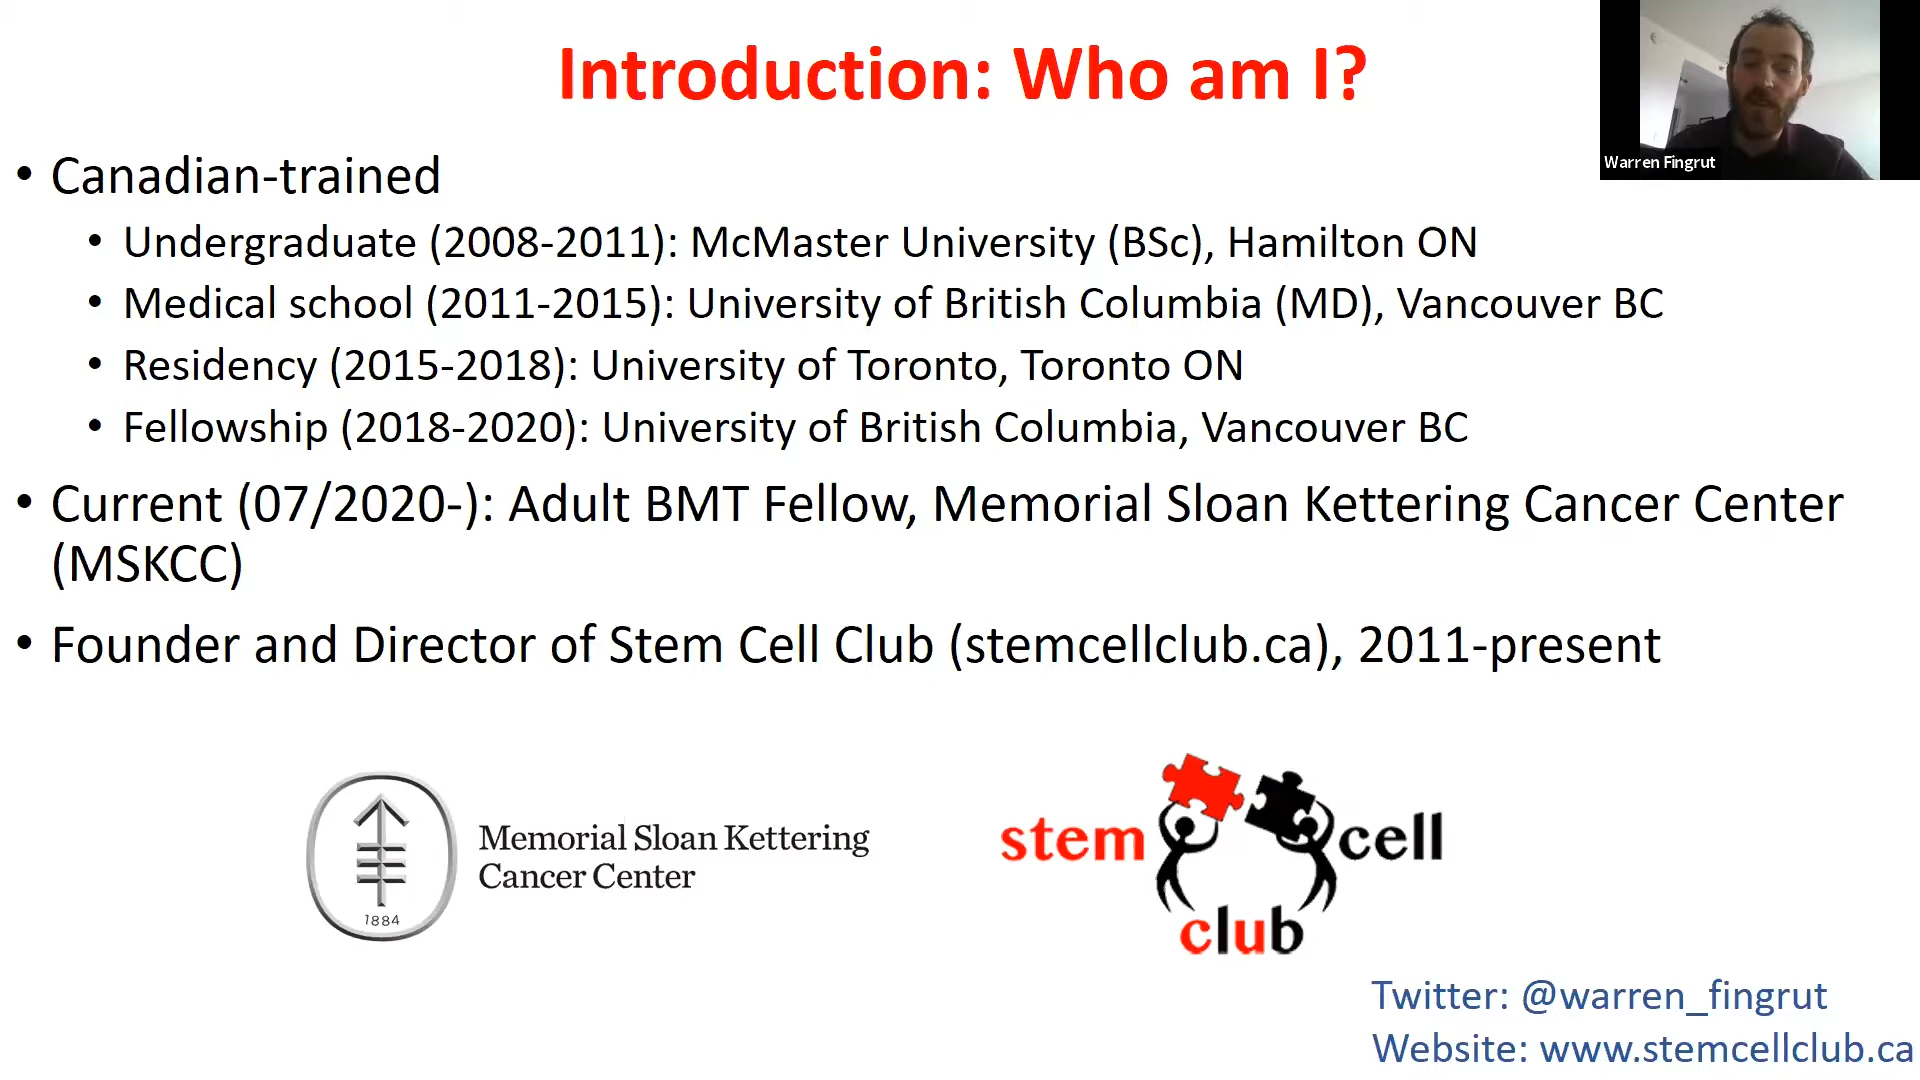 Introduction: Who am I?
Warren Fingrut
• Canadian-trained
• Undergraduate (2008-2011): McMaster University (BSc), Hamilton ON
• Medical school (2011-2015): University of British Columbia (MD), Vancouver BC
• Residency (2015-2018): University of Toronto, Toronto ON
• Fellowship (2018-2020): University of British Columbia, Vancouver BC
• Current (07/2020-): Adult BMT Fellow, Memorial Sloan Kettering Cancer Center
(MSKCC)
• Founder and Director of Stem Cell Club (stemcellclub.ca), 2011-present
Memorial Sloan Kettering
Cancer Center
1884
stem cell
club
Twitter: @warren_fingrut
Website: www.stemcellclub.ca